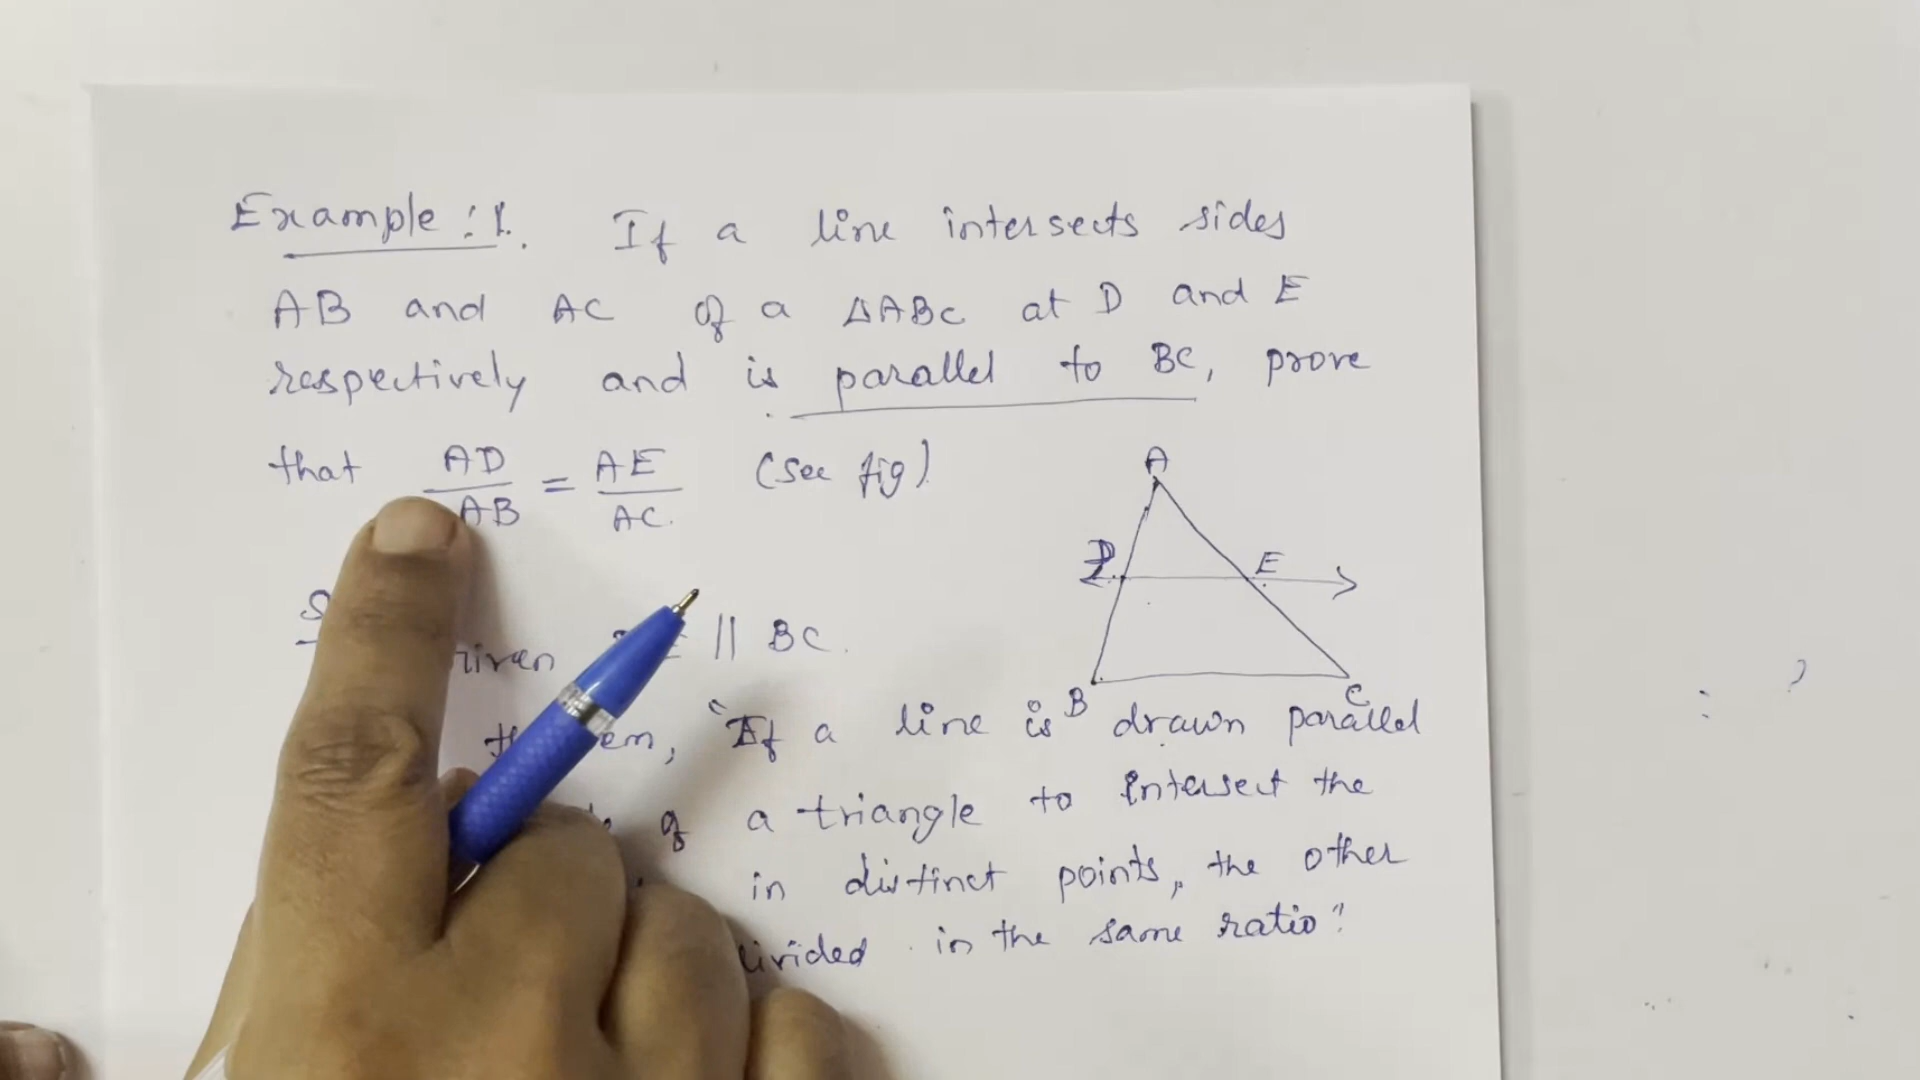 Example : 1. If a line intersects sides
AB and AC of a ΔABC at D and E
respectively and is parallel to BC, prove
that AD/AB = AE/AC. (see fig)
A
D E
B C
|| BC.
"If a line is drawn parallel
of a triangle to intersect the
in distinct points, the other
in the same ratio"